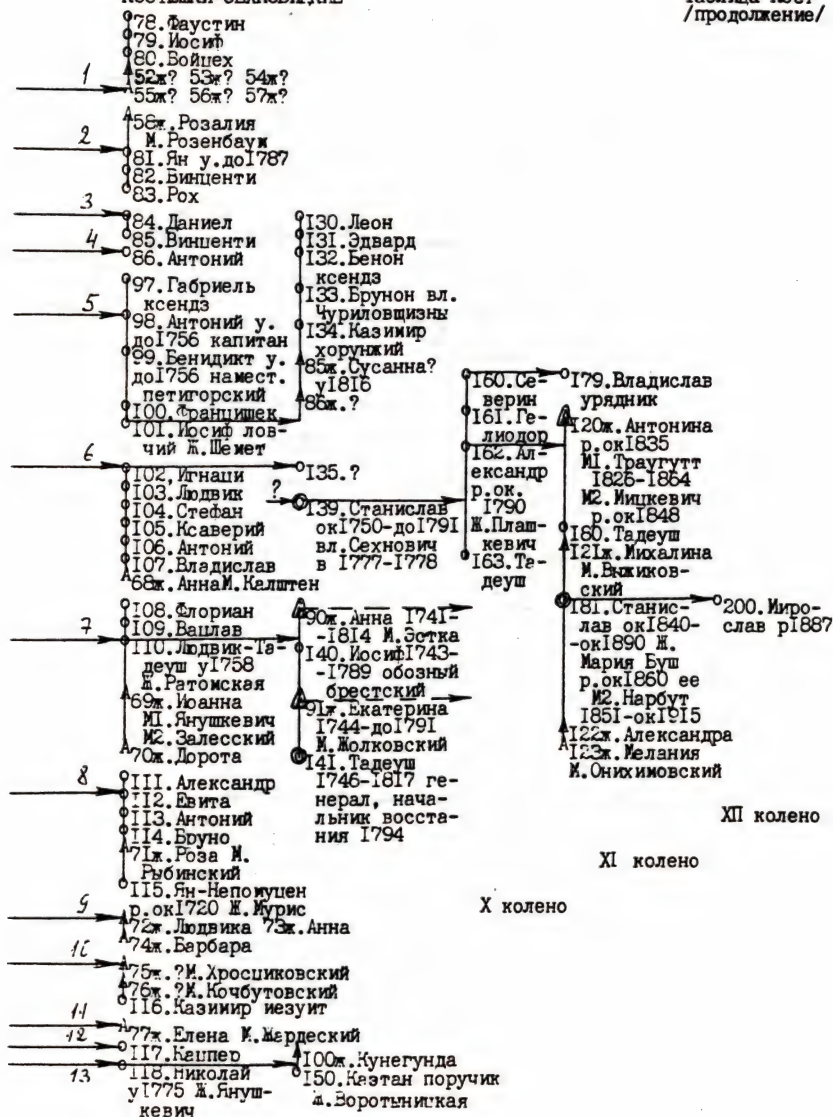 /продолжение/
78.Фаустин
79.Иосиф
80.Войцех
52ж? 53ж? 54ж?
55ж? 56ж? 57ж?
1
58ж.Розалия
М.Розенбаум
81.Ян у.до1787
82.Винценти
83.Рох
2
3
84.Даниел
85.Винценти
4
86.Антоний
97.Габриель
ксендз
5
98.Антоний у.
до1756 капитан
99.Бенидикт у.
до1756 намест.
петигорский
100.Францишек
101.Иосиф лов-
чий Ж.Шемет
6
102.Игнаци
103.Людвик
104.Стефан
105.Ксаверий
106.Антоний
107.Владислав
68ж.АннаМ.Калштен
108.Флориан
7
109.Вацлав
110.Людвик-Та-
деуш у1758
Ж.Ратомская
69ж.Иоанна
М1.Янушкевич
М2.Залесский
70ж.Дорота
8
111.Александр
112.Евита
113.Антоний
114.Бруно
71ж.Роза М.
Рыбинский
115.Ян-Непомуцен
р.ок1720 Ж.Мурис
9
72ж.Людвика 73ж.Анна
74ж.Барбара
10
75ж.?М.Хросциковский
76ж.?М.Кочбутовский
116.Казимир иезуит
11
77ж.Елена М.Жардеский
12
117.Каспер
13
118.Николай
у1775 Ж.Януш-
кевич
130.Леон
131.Эдвард
132.Бенон
ксендз
133.Брунон вл.
Чуриловщизны
134.Казимир
хорунжий
85ж.Сусанна?
у1816
86ж.?
135.?
?
139.Станислав
ок1750-до1791
вл.Сехнович
в 1777-1778
90ж.Анна 1741-
-1814 М.Эстка
140.Иосиф1743-
-1789 обозный
брестский
91ж.Екатерина
1744-до1791
М.Жолковский
141.Тадеуш
1746-1817 ге-
нерал, началь-
ник восста-
ния 1794
100ж.Кунегунда
150.Каэтан поручик
Ж.Воротыницкая
160.Се-
верин
161.Ге-
лиодор
162.Ал-
ександр
р.ок.
1790
Ж.Плаш-
кевич
163.Та-
деуш
179.Владислав
урядник
120ж.Антонина
р.ок1835
М1.Траугутт
1826-1864
М2.Мицкевич
р.ок1848
180.Тадеуш
121ж.Михалина
М.Выжиков-
ский
181.Станис-
лав ок1840-
-ок1890 Ж.
Мария Буш
р.ок1860 ее
М2.Нарбут
1851-ок1915
122ж.Александра
123ж.Мелания
М.Онихимовский
200.Миро-
слав р1887
XII колено
XI колено
X колено